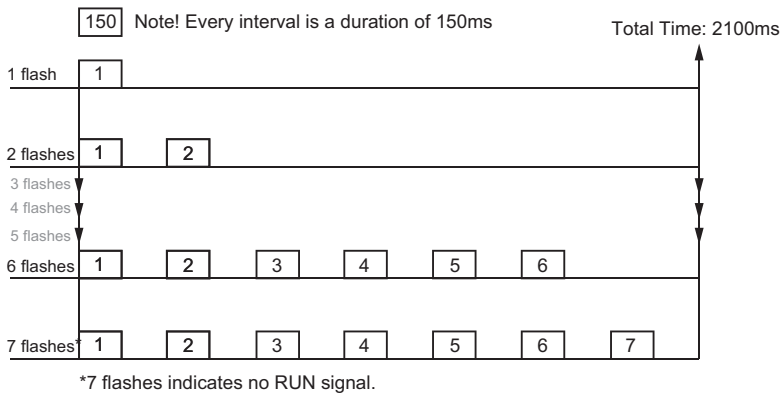 150 Note! Every interval is a duration of 150ms
Total Time: 2100ms
1 flash 1
2 flashes 1 2
3 flashes
4 flashes
5 flashes
6 flashes 1 2 3 4 5 6
7 flashes* 1 2 3 4 5 6 7
*7 flashes indicates no RUN signal.